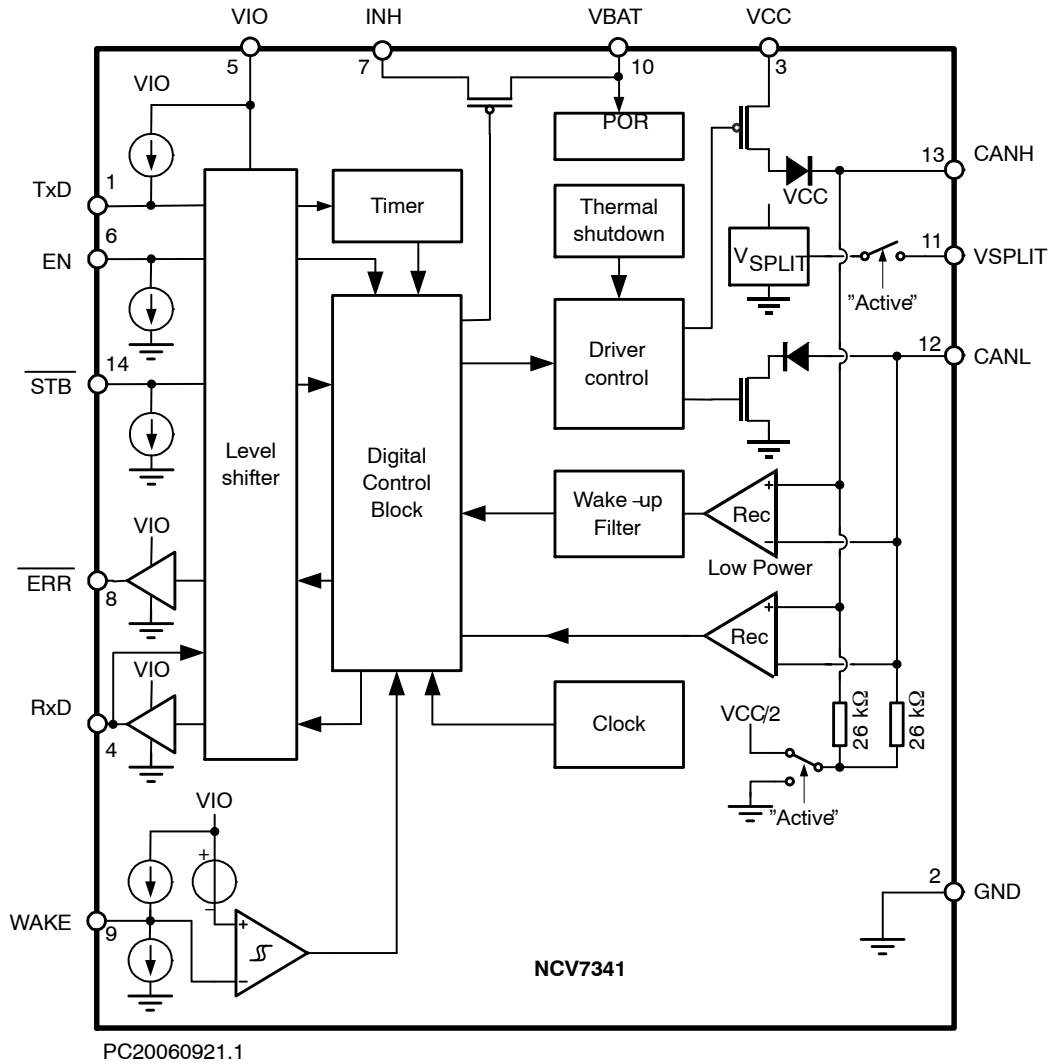 VIO
INH
VBAT
VCC
5
7
10
3
VIO
POR
13
CANH
1
TxD
VCC
Timer
Thermal
shutdown
6
EN
11
VSPLIT
VSPLIT
"Active"
14
STB
12
CANL
Driver
control
Level
shifter
Digital
Control
Block
Wake-up
Filter
+
Rec
−
Low Power
VIO
ERR
8
+
Rec
−
VIO
RxD
4
Clock
VCC/2
26 kΩ
26 kΩ
"Active"
VIO
+
−
2
GND
WAKE
9
+
−
NCV7341
PC20060921.1